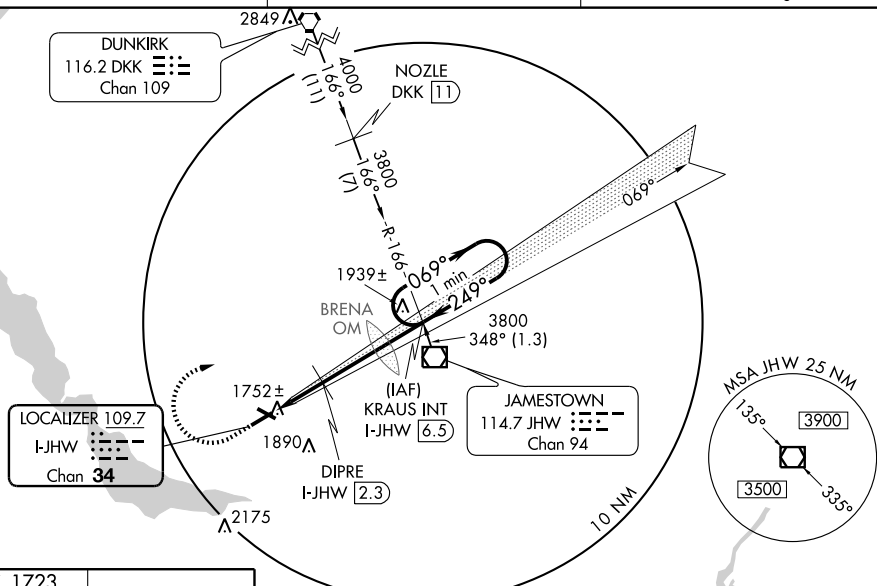 2849
DUNKIRK
116.2 DKK
Chan 109
4000
166°
(11)
NOZLE
DKK 11
3800
166°
(7)
R-166
069°
1939±
069°
1 min
249°
BRENA
OM
3800
348° (1.3)
1752±
(IAF)
KRAUS INT
I-JHW 6.5
JAMESTOWN
114.7 JHW
Chan 94
LOCALIZER 109.7
I-JHW
Chan 34
1890
DIPRE
I-JHW 2.3
2175
10 NM
MSA JHW 25 NM
135°
3900
3500
335°
1723